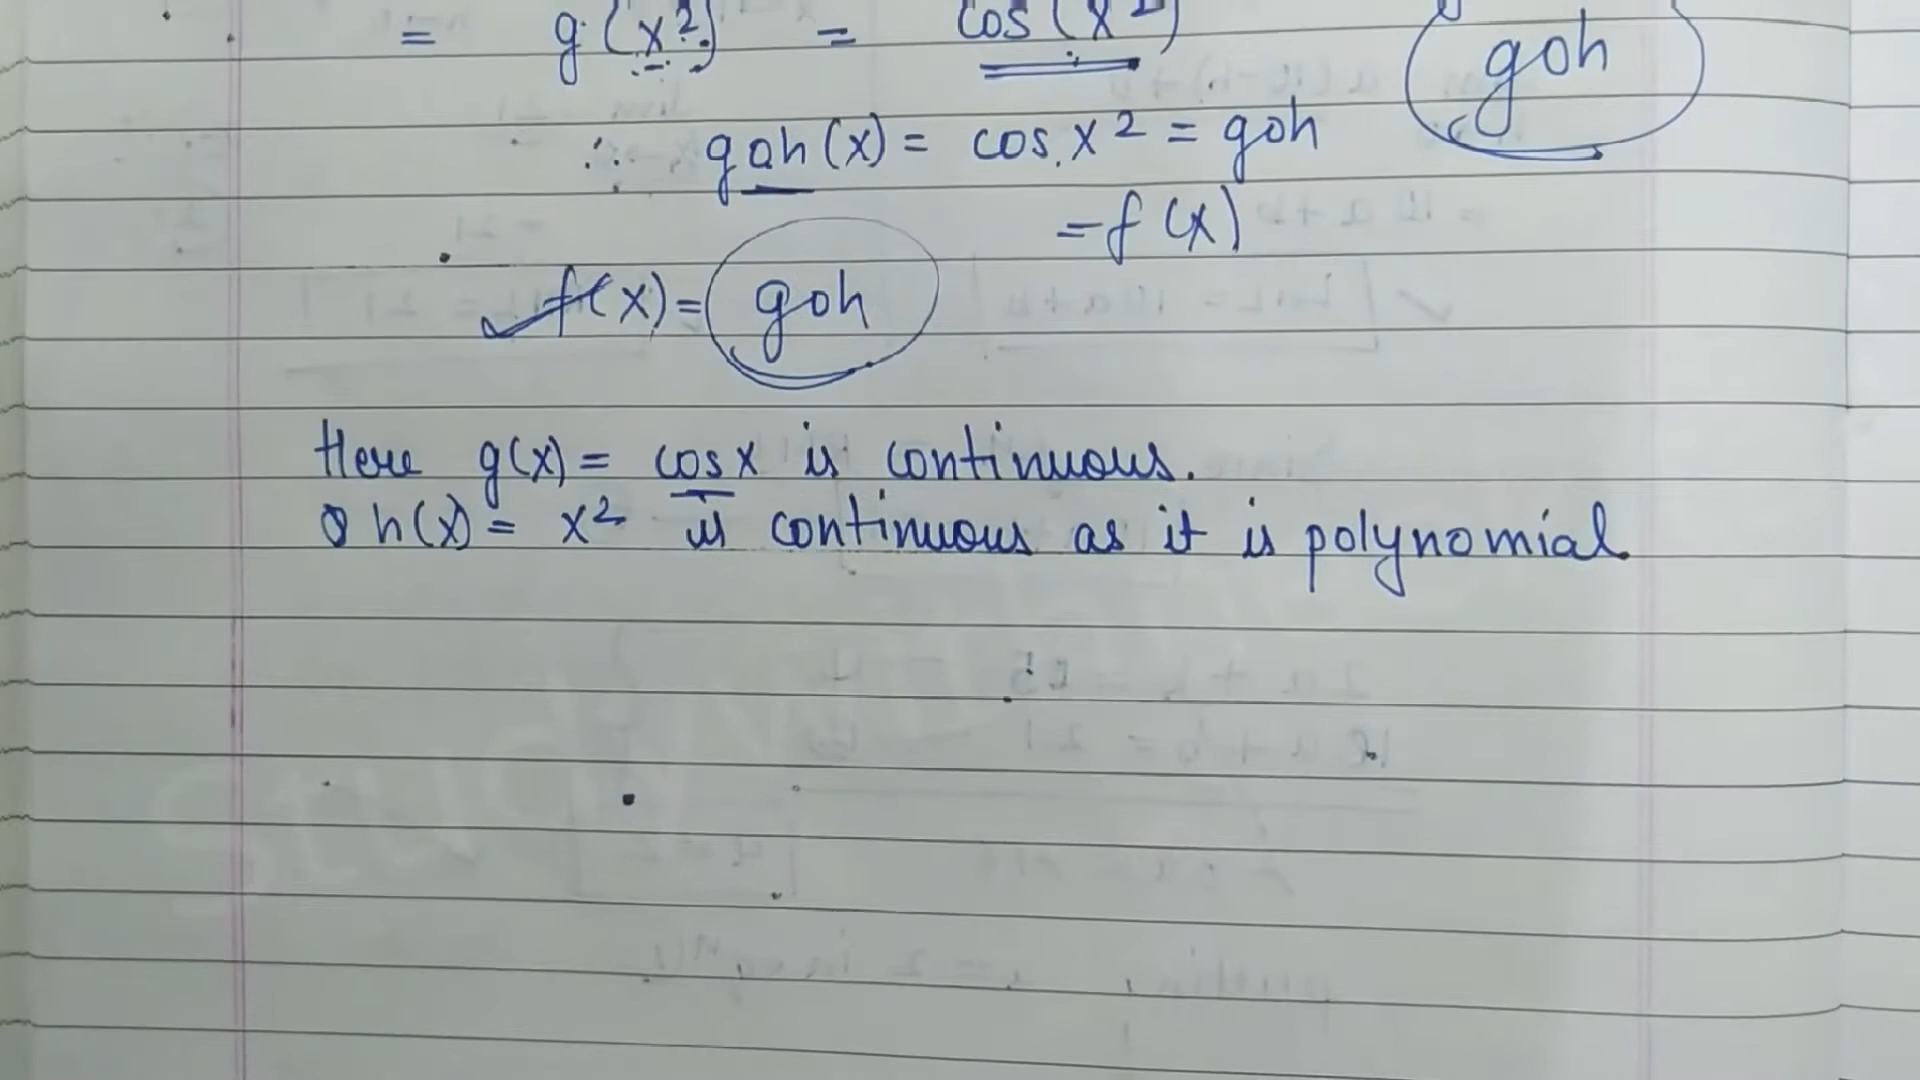 = g(x²) = cos(x²)
goh
∴ goh(x) = cos x² = goh
= f(x)
f(x) = goh
Here g(x) = cos x is continuous.
& h(x) = x² is continuous as it is polynomial